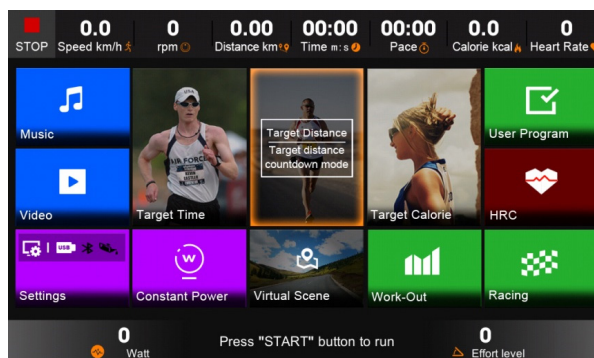 0.0
0
0.00
00:00
00:00
0.0
0
STOP
Speed km/h
rpm
Distance km
Time m:s
Pace
Calorie kcal
Heart Rate
Music
Target Distance
Target distance
countdown mode
User Program
AIR FORCE
Video
Target Time
Target Calorie
HRC
USB
W
Settings
Constant Power
Virtual Scene
Work-Out
Racing
0
Watt
Press "START" button to run
0
Effort level